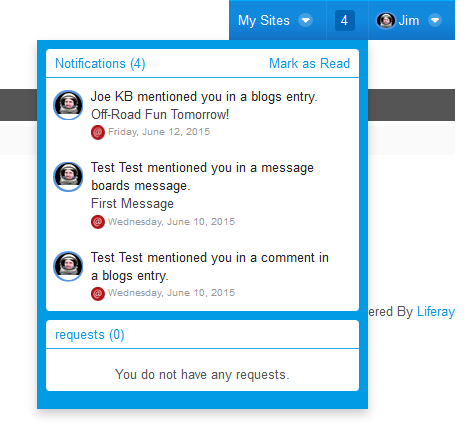 My Sites 4 Jim
Notifications (4) Mark as Read
Joe KB mentioned you in a blogs entry.
Off-Road Fun Tomorrow!
@ Friday, June 12, 2015
Test Test mentioned you in a message
boards message.
First Message
@ Wednesday, June 10, 2015
Test Test mentioned you in a comment in
a blogs entry.
@ Wednesday, June 10, 2015
ered By Liferay
requests (0)
You do not have any requests.